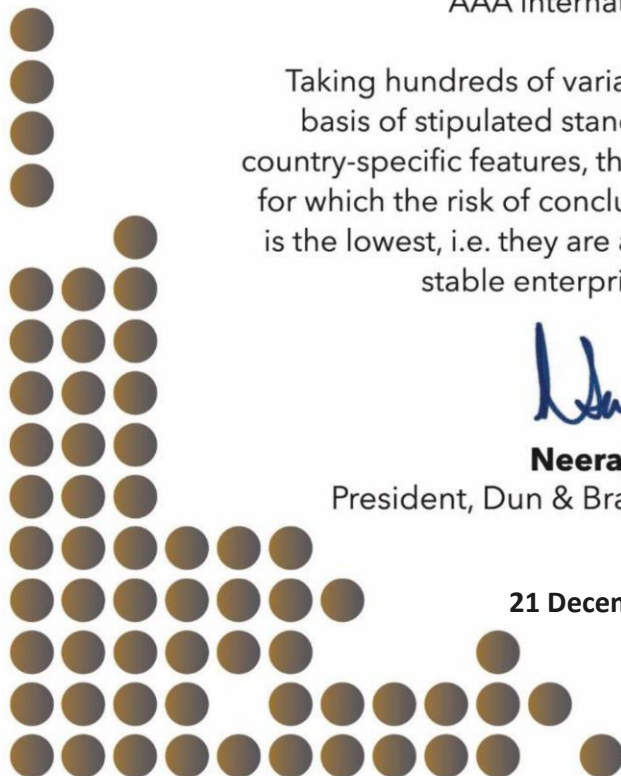 AAA Internat
Taking hundreds of varia
basis of stipulated stan
country-specific features, th
for which the risk of conclu
is the lowest, i.e. they are a
stable enterpri
Neera
President, Dun & Bra
21 Decem